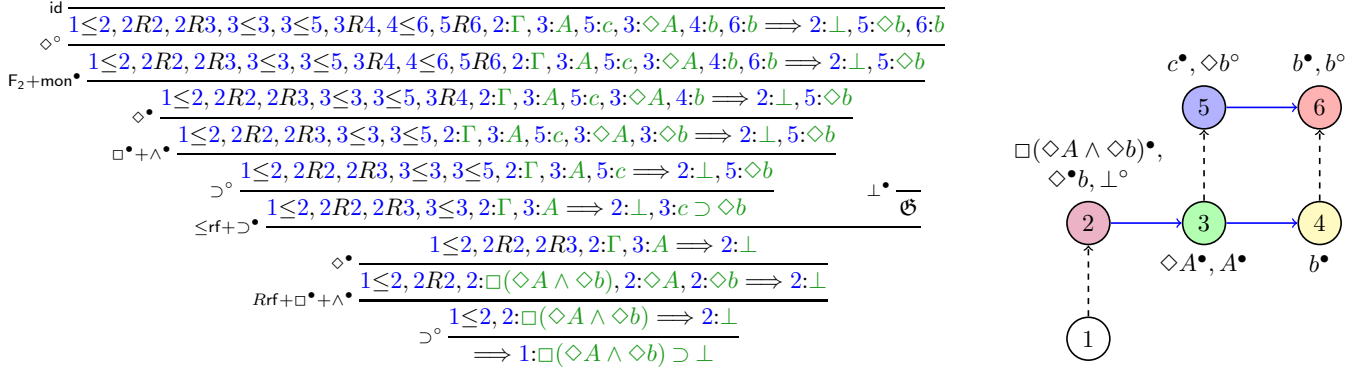 id
1≤2, 2R2, 2R3, 3≤3, 3≤5, 3R4, 4≤6, 5R6, 2:Γ, 3:A, 5:c, 3:◇A, 4:b, 6:b ⟹ 2:⊥, 5:◇b, 6:b
◇° 1≤2, 2R2, 2R3, 3≤3, 3≤5, 3R4, 4≤6, 5R6, 2:Γ, 3:A, 5:c, 3:◇A, 4:b, 6:b ⟹ 2:⊥, 5:◇b
F₂+mon• 1≤2, 2R2, 2R3, 3≤3, 3≤5, 3R4, 2:Γ, 3:A, 5:c, 3:◇A, 4:b ⟹ 2:⊥, 5:◇b
◇• 1≤2, 2R2, 2R3, 3≤3, 3≤5, 2:Γ, 3:A, 5:c, 3:◇A, 3:◇b ⟹ 2:⊥, 5:◇b
□•+∧• 1≤2, 2R2, 2R3, 3≤3, 3≤5, 2:Γ, 3:A, 5:c ⟹ 2:⊥, 5:◇b
⊃° 1≤2, 2R2, 2R3, 3≤3, 2:Γ, 3:A ⟹ 2:⊥, 3:c ⊃ ◇b ⊥• 𝕲
≤rf+⊃• 1≤2, 2R2, 2R3, 2:Γ, 3:A ⟹ 2:⊥
◇• 1≤2, 2R2, 2:□(◇A ∧ ◇b), 2:◇A, 2:◇b ⟹ 2:⊥
Rrf+□•+∧• 1≤2, 2:□(◇A ∧ ◇b) ⟹ 2:⊥
⊃° ⟹ 1:□(◇A ∧ ◇b) ⊃ ⊥
c•, ◇b° b•, b°
5 6
□(◇A ∧ ◇b)•,
◇•b, ⊥°
2 3 4
◇A•, A• b•
1